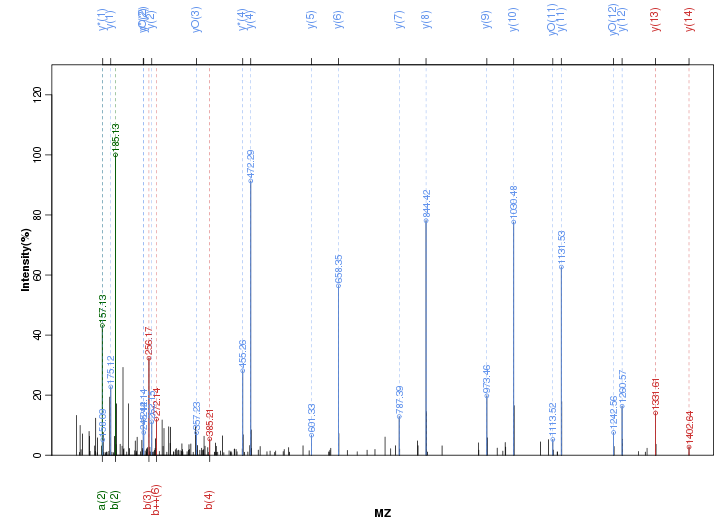 y*(1)
y(1)
y(2)
yO(3)
y*(4)
y(4)
y(5)
y(6)
y(7)
y(8)
y(9)
y(10)
yO(11)
y(11)
yO(12)
y(12)
y(13)
y(14)
Intensity(%)
0
20
40
60
80
100
120
157.13
175.12
185.13
256.17
272.14
357.23
385.21
455.26
472.29
601.33
658.35
787.39
844.42
973.46
1030.48
1113.52
1131.53
1242.56
1260.57
1331.61
1402.64
a(2)
b(2)
b(3)
b++(6)
b(4)
MZ